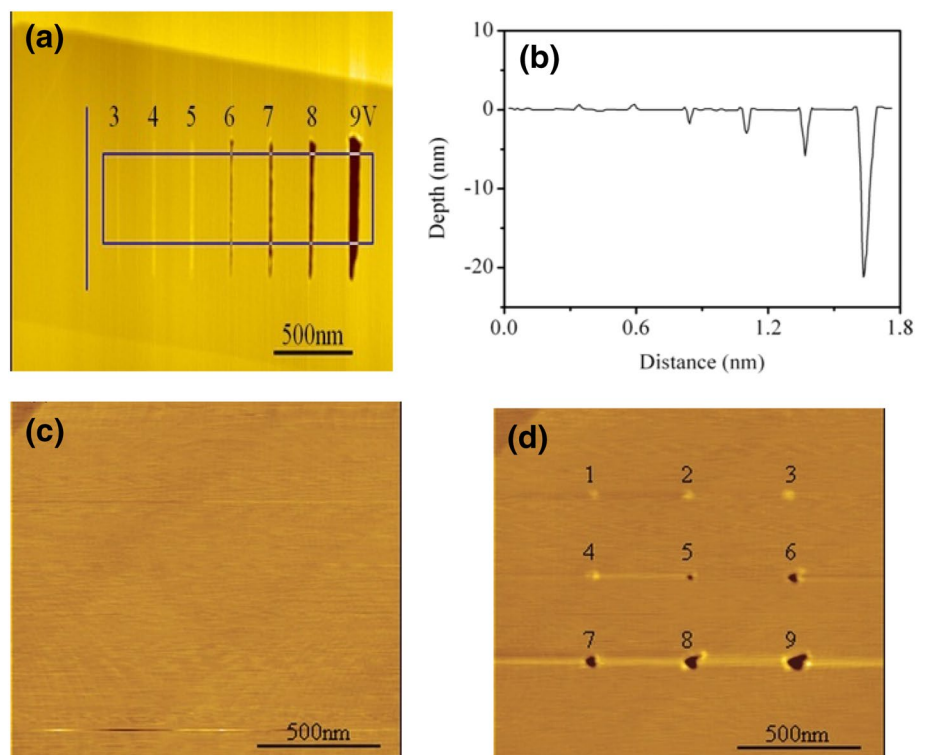 (a)
3 4 5 6 7 8 9V
500nm
(b)
10
0
-10
-20
Depth (nm)
0.0 0.6 1.2 1.8
Distance (nm)
(c)
500nm
(d)
1 2 3
4 5 6
7 8 9
500nm